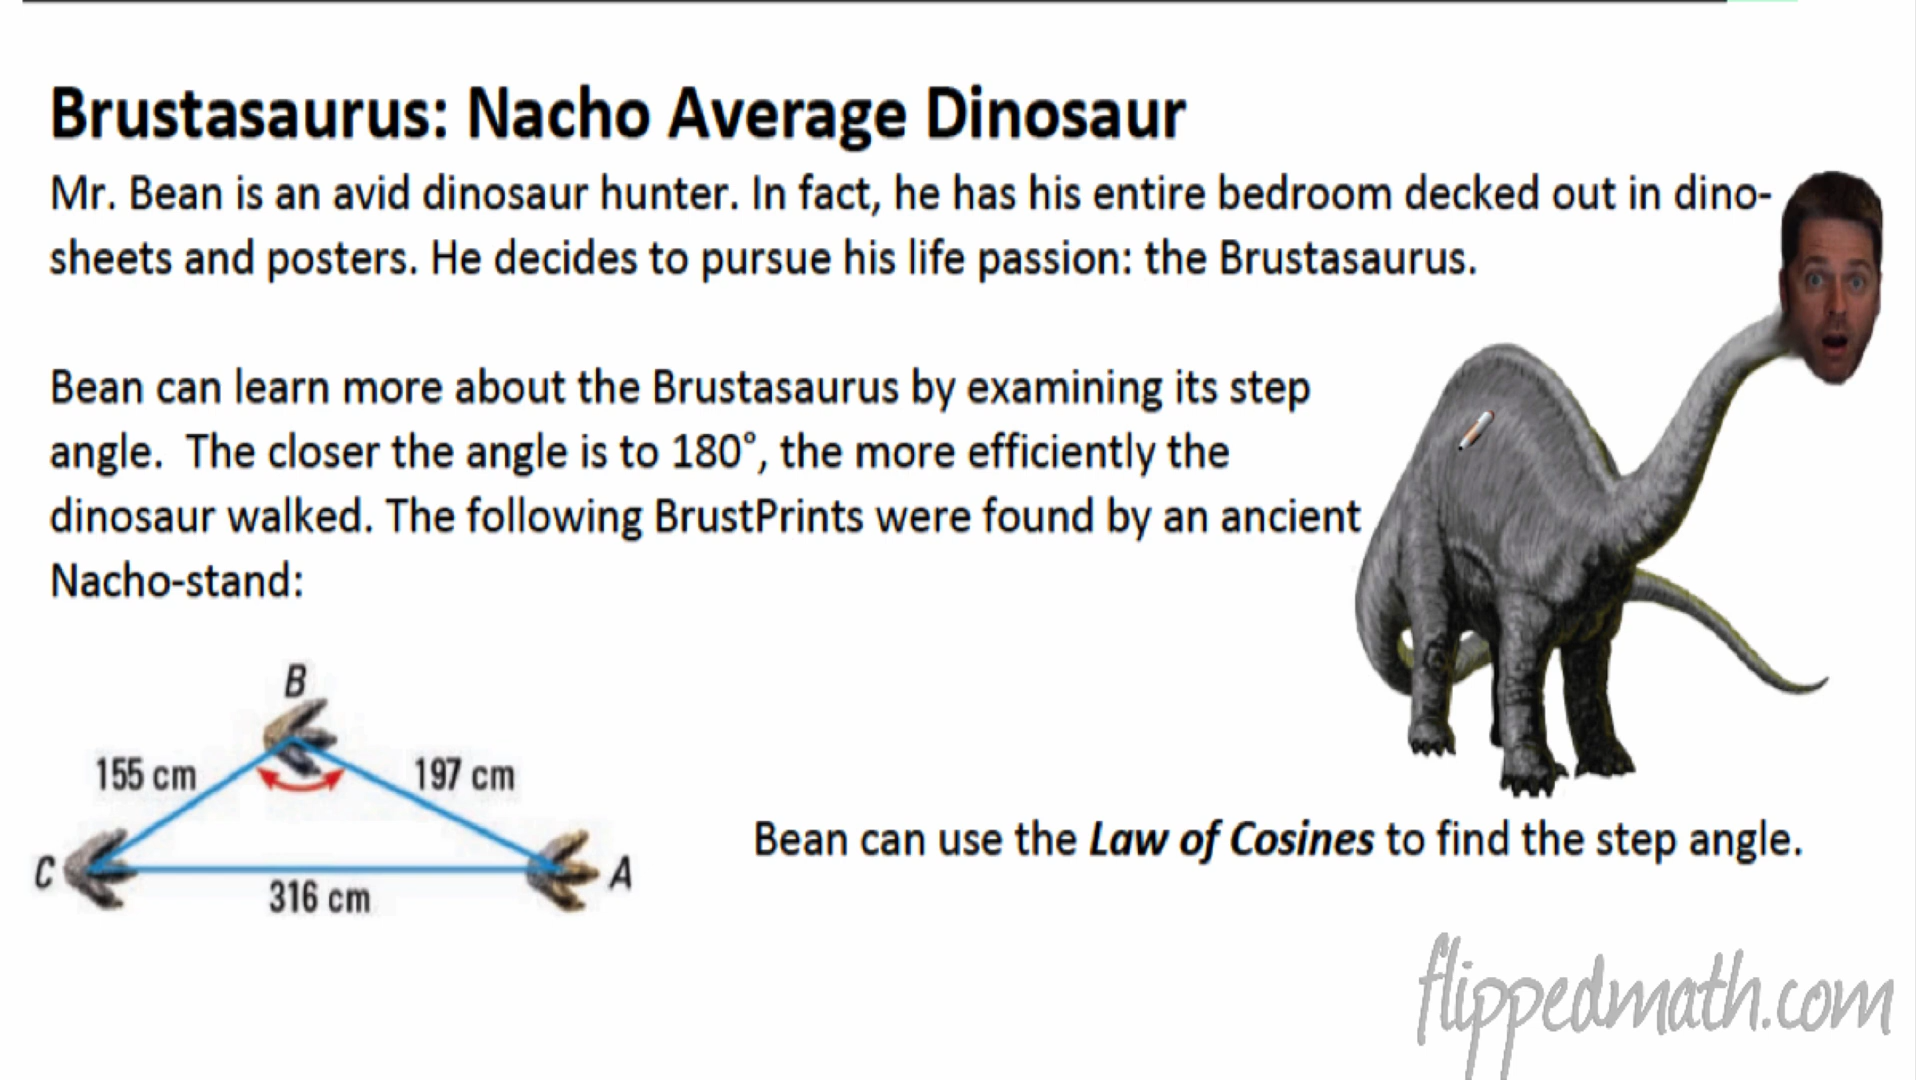 Brustasaurus: Nacho Average Dinosaur
Mr. Bean is an avid dinosaur hunter. In fact, he has his entire bedroom decked out in dino-
sheets and posters. He decides to pursue his life passion: the Brustasaurus.
Bean can learn more about the Brustasaurus by examining its step
angle.  The closer the angle is to 180°, the more efficiently the
dinosaur walked. The following BrustPrints were found by an ancient
Nacho-stand:
B
155 cm
197 cm
C
A
316 cm
Bean can use the Law of Cosines to find the step angle.
flippedmath.com